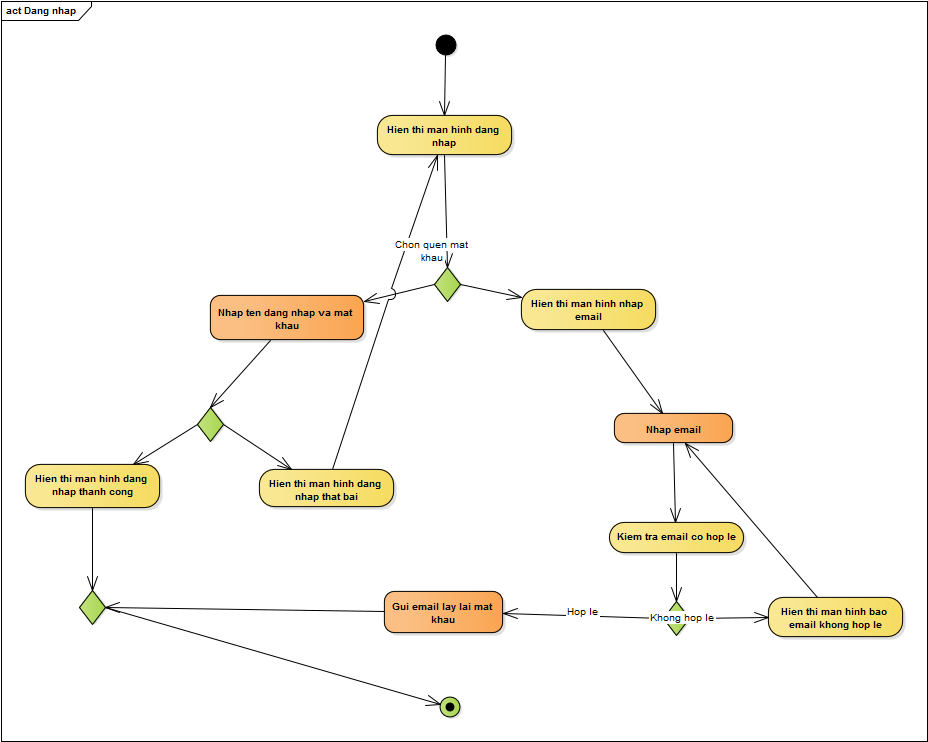 act Dang nhap
Hien thi man hinh dang
nhap
Chon quen mat
khau
Nhap ten dang nhap va mat
khau
Hien thi man hinh nhap
email
Nhap email
Hien thi man hinh dang
nhap thanh cong
Hien thi man hinh dang
nhap that bai
Kiem tra email co hop le
Gui email lay lai mat
khau
Hop le
Khong hop le
Hien thi man hinh bao
email khong hop le